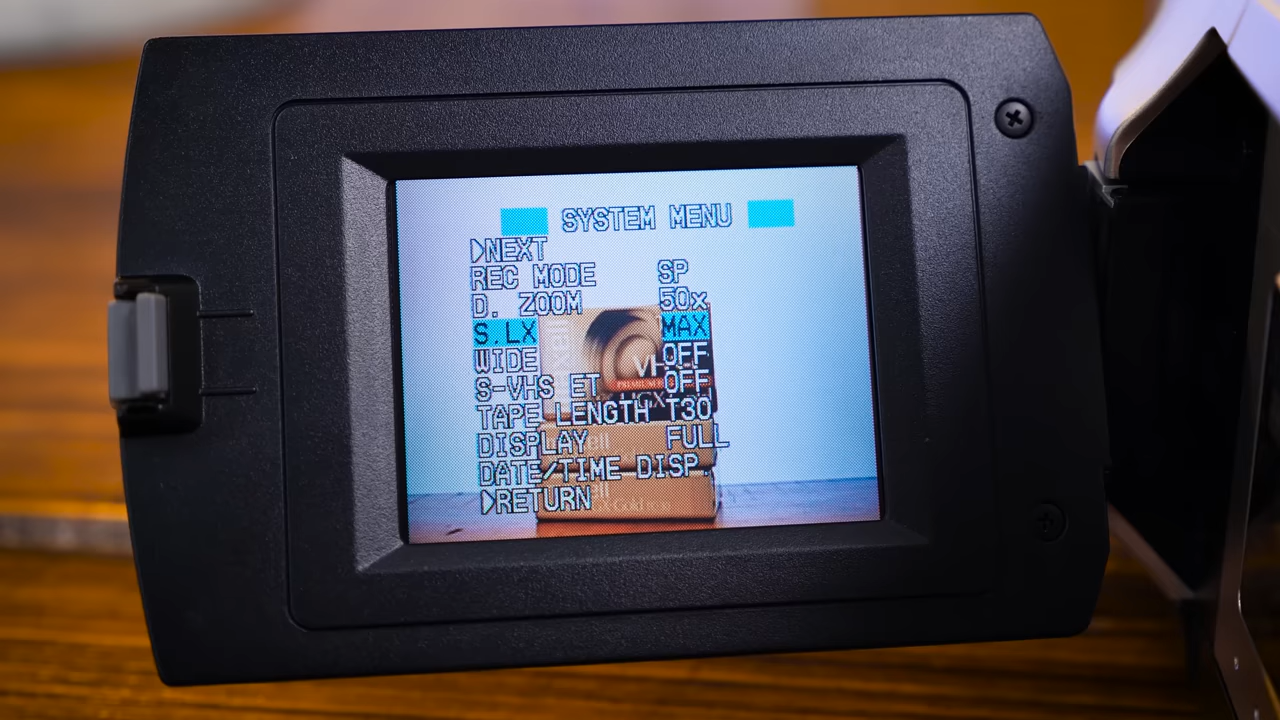 SYSTEM MENU
▷NEXT
REC MODE SP
D. ZOOM 50x
S.LX MAX
WIDE OFF
S-VHS ET OFF
TAPE LENGTH T30
DISPLAY FULL
DATE/TIME DISP.
▷RETURN